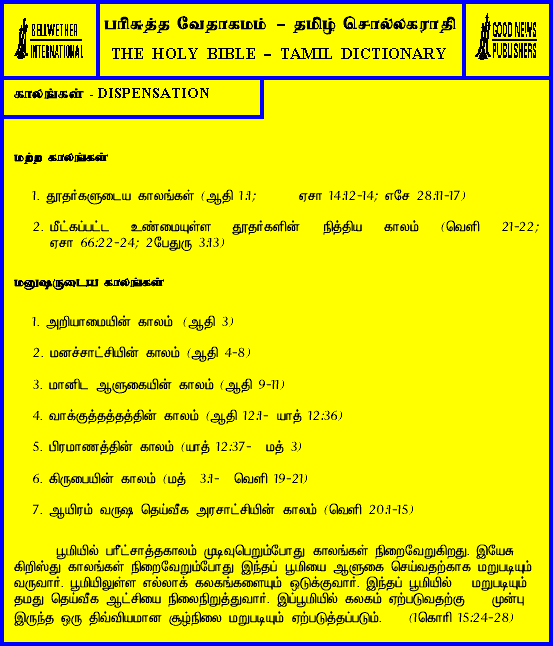 BELLWETHER
INTERNATIONAL
பரிசுத்த வேதாகமம் – தமிழ் சொல்லகராதி
THE HOLY BIBLE – TAMIL DICTIONARY
GOOD NEWS
PUBLISHERS
காலங்கள் - DISPENSATION
மற்ற காலங்கள்
1. தூதர்களுடைய காலங்கள் (ஆதி 1:1; ஏசா 14:12-14; எசே 28:11-17)
2. மீட்கப்பட்ட உண்மையுள்ள தூதர்களின் நித்திய காலம் (வெளி 21-22;
ஏசா 66:22-24; 2பேதுரு 3:13)
மனுஷருடைய காலங்கள்
1. அறியாமையின் காலம் (ஆதி 3)
2. மனச்சாட்சியின் காலம் (ஆதி 4-8)
3. மானிட ஆளுகையின் காலம் (ஆதி 9-11)
4. வாக்குத்தத்தத்தின் காலம் (ஆதி 12:1- யாத் 12:36)
5. பிரமாணத்தின் காலம் (யாத் 12:37- மத் 3)
6. கிருபையின் காலம் (மத் 3:1- வெளி 19-21)
7. ஆயிரம் வருஷ தெய்வீக அரசாட்சியின் காலம் (வெளி 20:1-15)
பூமியில் பரீட்சாத்தகாலம் முடிவுபெறும்போது காலங்கள் நிறைவேறுகிறது. இயேசு
கிறிஸ்து காலங்கள் நிறைவேறும்போது இந்தப் பூமியை ஆளுகை செய்வதற்காக மறுபடியும்
வருவார். பூமியிலுள்ள எல்லாக் கலகங்களையும் ஒடுக்குவார். இந்தப் பூமியில் மறுபடியும்
தமது தெய்வீக ஆட்சியை நிலைநிறுத்துவார். இப்பூமியில் கலகம் ஏற்படுவதற்கு முன்பு
இருந்த ஒரு திவ்வியமான சூழ்நிலை மறுபடியும் ஏற்படுத்தப்படும். (1கொரி 15:24-28)